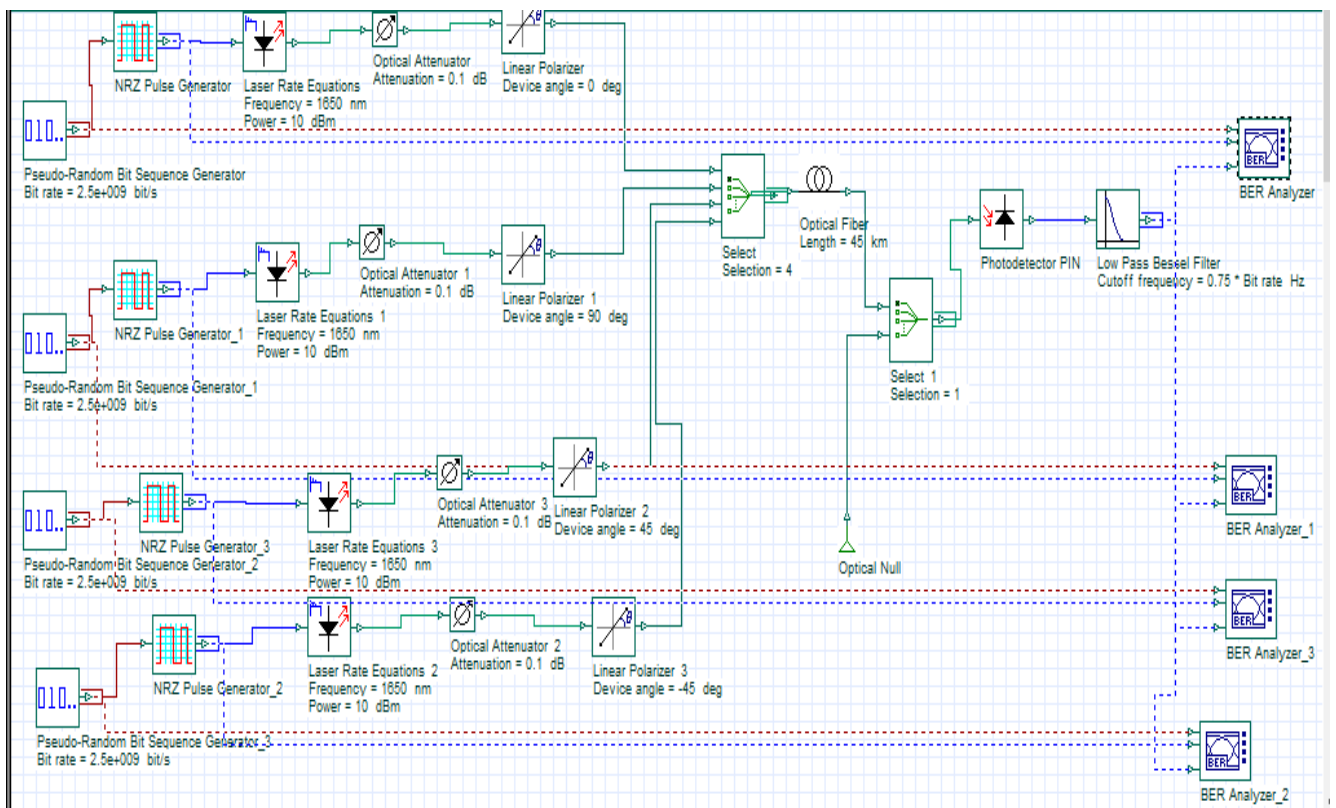 NRZ Pulse Generator
Laser Rate Equations
Frequency = 1650 nm
Power = 10 dBm
Optical Attenuator
Attenuation = 0.1 dB
Linear Polarizer
Device angle = 0 deg
010..
Pseudo-Random Bit Sequence Generator
Bit rate = 2.5e+009 bit/s
BER
BER Analyzer
Select
Selection = 4
Optical Fiber
Length = 45 km
Photodetector PIN
Low Pass Bessel Filter
Cutoff frequency = 0.75 * Bit rate Hz
NRZ Pulse Generator_1
Laser Rate Equations 1
Frequency = 1650 nm
Power = 10 dBm
Optical Attenuator 1
Attenuation = 0.1 dB
Linear Polarizer 1
Device angle = 90 deg
010..
Pseudo-Random Bit Sequence Generator_1
Bit rate = 2.5e+009 bit/s
Select 1
Selection = 1
Optical Null
010..
Pseudo-Random Bit Sequence Generator_2
Bit rate = 2.5e+009 bit/s
NRZ Pulse Generator_3
Laser Rate Equations 3
Frequency = 1650 nm
Power = 10 dBm
Optical Attenuator 3
Attenuation = 0.1 dB
θ
Linear Polarizer 2
Device angle = 45 deg
BER
BER Analyzer_1
010..
Pseudo-Random Bit Sequence Generator_3
Bit rate = 2.5e+009 bit/s
NRZ Pulse Generator_2
Laser Rate Equations 2
Frequency = 1650 nm
Power = 10 dBm
Optical Attenuator 2
Attenuation = 0.1 dB
θ
Linear Polarizer 3
Device angle = -45 deg
BER
BER Analyzer_3
BER
BER Analyzer_2